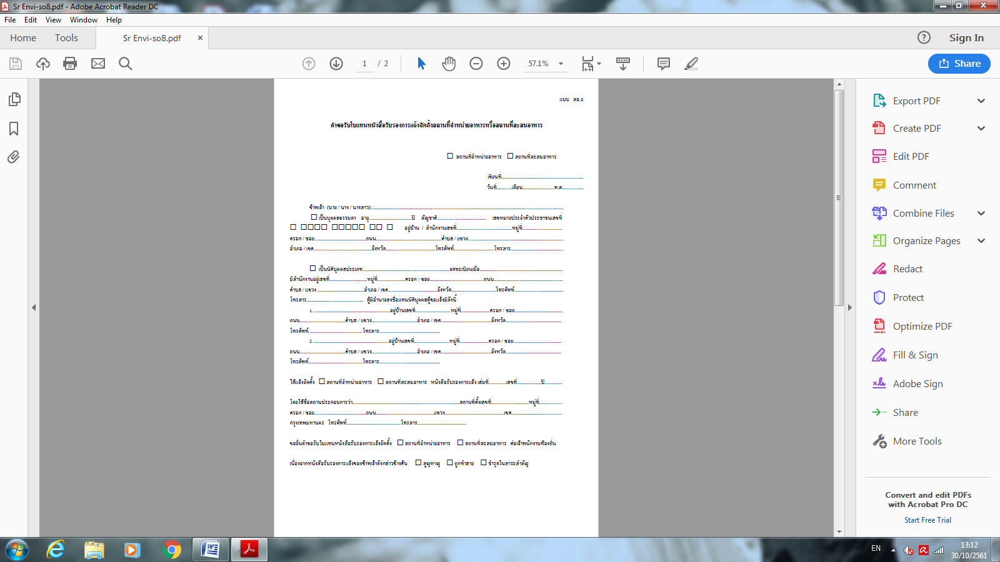 Sr Envi-so8.pdf - Adobe Acrobat Reader DC
File Edit View Window Help
Home Tools Sr Envi-so8.pdf × Sign In
1 / 2 57.1% Share
แบบ สอ.8
คำขอรับใบแทนหนังสือรับรองการแจ้งจัดตั้งสถานที่จำหน่ายอาหารหรือสถานที่สะสมอาหาร
☐ สถานที่จำหน่ายอาหาร ☐ สถานที่สะสมอาหาร
เขียนที่..............................
วันที่..........เดือน....................พ.ศ..............
ข้าพเจ้า (นาย / นาง / นางสาว)..............................
☐ เป็นบุคคลธรรมดา อายุ....................ปี สัญชาติ.................... เลขหมายประจำตัวประชาชนเลขที่
☐ ☐☐☐☐ ☐☐☐☐☐ ☐☐ ☐ อยู่บ้าน / สำนักงานเลขที่....................หมู่ที่....................
ตรอก / ซอย....................ถนน....................ตำบล / แขวง....................
อำเภอ / เขต....................จังหวัด....................โทรศัพท์....................โทรสาร....................
☐ เป็นนิติบุคคลประเภท....................จดทะเบียนเมื่อ....................
มีสำนักงานอยู่เลขที่....................หมู่ที่....................ตรอก / ซอย....................ถนน....................
ตำบล / แขวง ....................อำเภอ / เขต....................จังหวัด....................โทรศัพท์....................
โทรสาร.................... ผู้มีอำนาจลงชื่อแทนนิติบุคคลผู้ขอแจ้งมีดังนี้
1. ....................อยู่บ้านเลขที่....................หมู่ที่....................ตรอก / ซอย....................
ถนน....................ตำบล / แขวง....................อำเภอ / เขต....................จังหวัด....................
โทรศัพท์....................โทรสาร....................
2 ....................อยู่บ้านเลขที่....................หมู่ที่....................ตรอก / ซอย....................
ถนน....................ตำบล / แขวง....................อำเภอ / เขต....................จังหวัด....................
โทรศัพท์....................โทรสาร....................
ได้แจ้งจัดตั้ง ☐ สถานที่จำหน่ายอาหาร ☐ สถานที่สะสมอาหาร หนังสือรับรองการแจ้ง เล่มที่..........เลขที่..........ปี..........
โดยใช้ชื่อสถานประกอบการว่า....................สถานที่ตั้งเลขที่....................หมู่ที่..........
ตรอก / ซอย....................ถนน....................แขวง....................เขต....................
กรุงเทพมหานคร โทรศัพท์....................โทรสาร....................
ขอยื่นคำขอรับใบแทนหนังสือรับรองการแจ้งจัดตั้ง ☐ สถานที่จำหน่ายอาหาร ☐ สถานที่สะสมอาหาร ต่อเจ้าพนักงานท้องถิ่น
เนื่องจากหนังสือรับรองการแจ้งของข้าพเจ้าดังกล่าวข้างต้น ☐ สูญหาญ ☐ ถูกทำลาย ☐ ชำรุดในสาระสำคัญ
Export PDF
Create PDF
Edit PDF
Comment
Combine Files
Organize Pages
Redact
Protect
Optimize PDF
Fill & Sign
Adobe Sign
Share
More Tools
Convert and edit PDFs
with Acrobat Pro DC
Start Free Trial
EN 13:12
30/10/2561